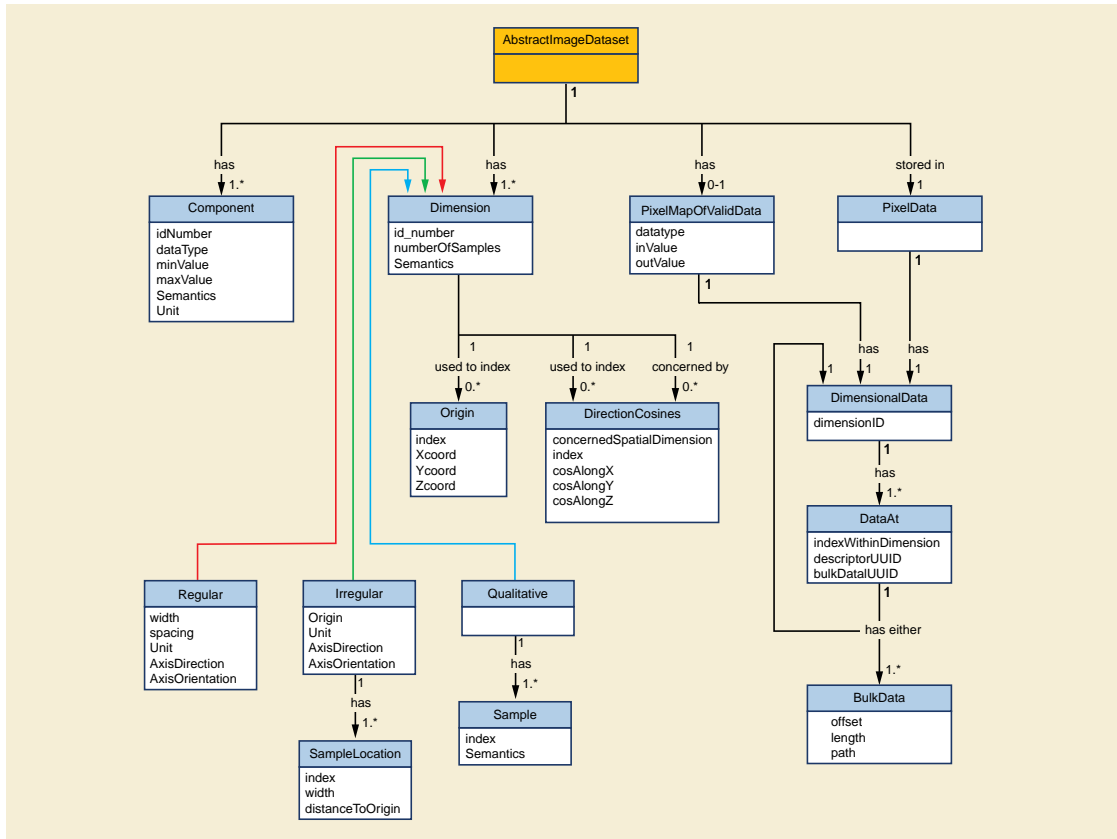 AbstractImageDataset
1
has
1.*
has
1.*
has
0-1
stored in
1
Component
idNumber
dataType
minValue
maxValue
Semantics
Unit
Dimension
id_number
numberOfSamples
Semantics
PixelMapOfValidData
datatype
inValue
outValue
1
PixelData
1
1
used to index
0.*
1
used to index
0.*
1
concerned by
0.*
1
has
1
has
1
Origin
index
Xcoord
Ycoord
Zcoord
DirectionCosines
concernedSpatialDimension
index
cosAlongX
cosAlongY
cosAlongZ
DimensionalData
dimensionID
1
has
1.*
DataAt
indexWithinDimension
descriptorUUID
bulkDatalUUID
1
has either
1.*
BulkData
offset
length
path
Regular
width
spacing
Unit
AxisDirection
AxisOrientation
Irregular
Origin
Unit
AxisDirection
AxisOrientation
1
has
1.*
SampleLocation
index
width
distanceToOrigin
Qualitative
1
has
1.*
Sample
index
Semantics